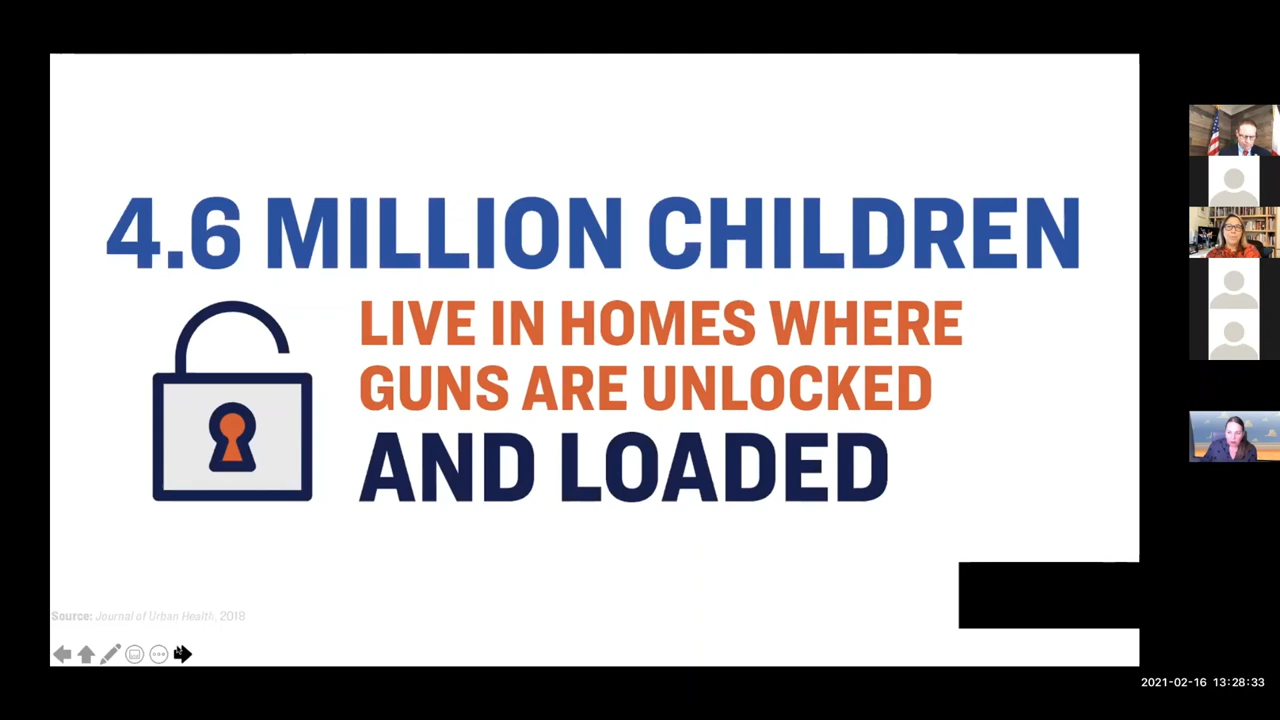 4.6 MILLION CHILDREN
LIVE IN HOMES WHERE
GUNS ARE UNLOCKED
AND LOADED
Source: Journal of Urban Health, 2018
2021-02-16 13:28:33